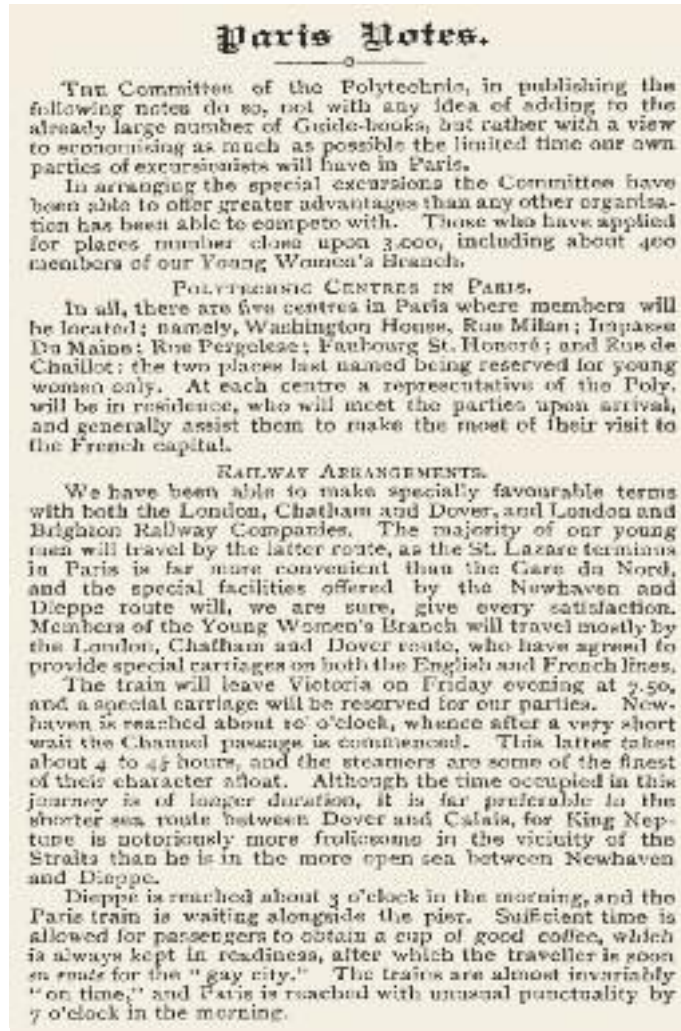 Paris Notes.
THE Committee of the Polytechnic, in publishing the
following notes do so, not with any idea of adding to the
already large number of Guide-books, but rather with a view
to economising as much as possible the limited time our own
parties of excursionists will have in Paris.
In arranging the special excursions the Committee have
been able to offer greater advantages than any other organisa-
tion has been able to compete with. Those who have applied
for places number close upon 3,000, including about 400
members of our Young Women's Branch.
POLYTECHNIC CENTRES IN PARIS.
In all, there are five centres in Paris where members will
be located; namely, Washington House, Rue Milan; Impasse
Du Maine; Rue Pergolese; Faubourg St. Honoré; and Rue de
Chaillot: the two places last named being reserved for young
women only. At each centre a representative of the Poly.
will be in residence, who will meet the parties upon arrival,
and generally assist them to make the most of their visit to
the French capital.
RAILWAY ARRANGEMENTS.
We have been able to make specially favourable terms
with both the London, Chatham and Dover, and London and
Brighton Railway Companies. The majority of our young
men will travel by the latter route, as the St. Lazare terminus
in Paris is far more convenient than the Gare du Nord,
and the special facilities offered by the Newhaven and
Dieppe route will, we are sure, give every satisfaction.
Members of the Young Women's Branch will travel mostly by
the London, Chatham and Dover route, who have agreed to
provide special carriages on both the English and French lines.
The train will leave Victoria on Friday evening at 7.50,
and a special carriage will be reserved for our parties. New-
haven is reached about 10 o'clock, whence after a very short
wait the Channel passage is commenced. This latter takes
about 4 to 4½ hours, and the steamers are some of the finest
of their character afloat. Although the time occupied in this
journey is of longer duration, it is far preferable to the
shorter sea route between Dover and Calais, for King Nep-
tune is notoriously more frolicsome in the vicinity of the
Straits than he is in the more open sea between Newhaven
and Dieppe.
Dieppe is reached about 3 o'clock in the morning, and the
Paris train is waiting alongside the pier. Sufficient time is
allowed for passengers to obtain a cup of good coffee, which
is always kept in readiness, after which the traveller is soon
en route for the "gay city." The trains are almost invariably
"on time," and Paris is reached with unusual punctuality by
7 o'clock in the morning.